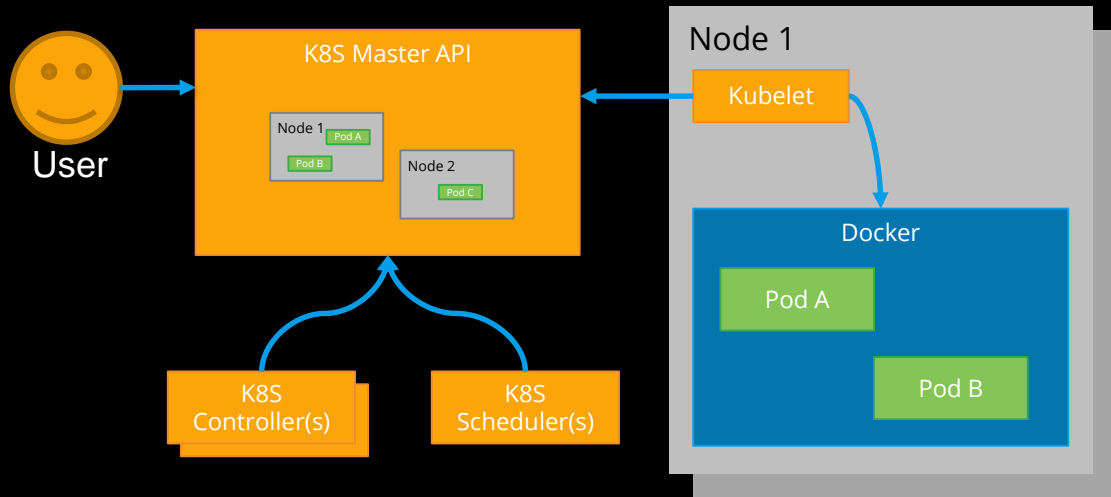 User
K8S Master API
Node 1
Pod A
Pod B
Node 2
Pod C
K8S
Controller(s)
K8S
Scheduler(s)
Node 1
Kubelet
Docker
Pod A
Pod B